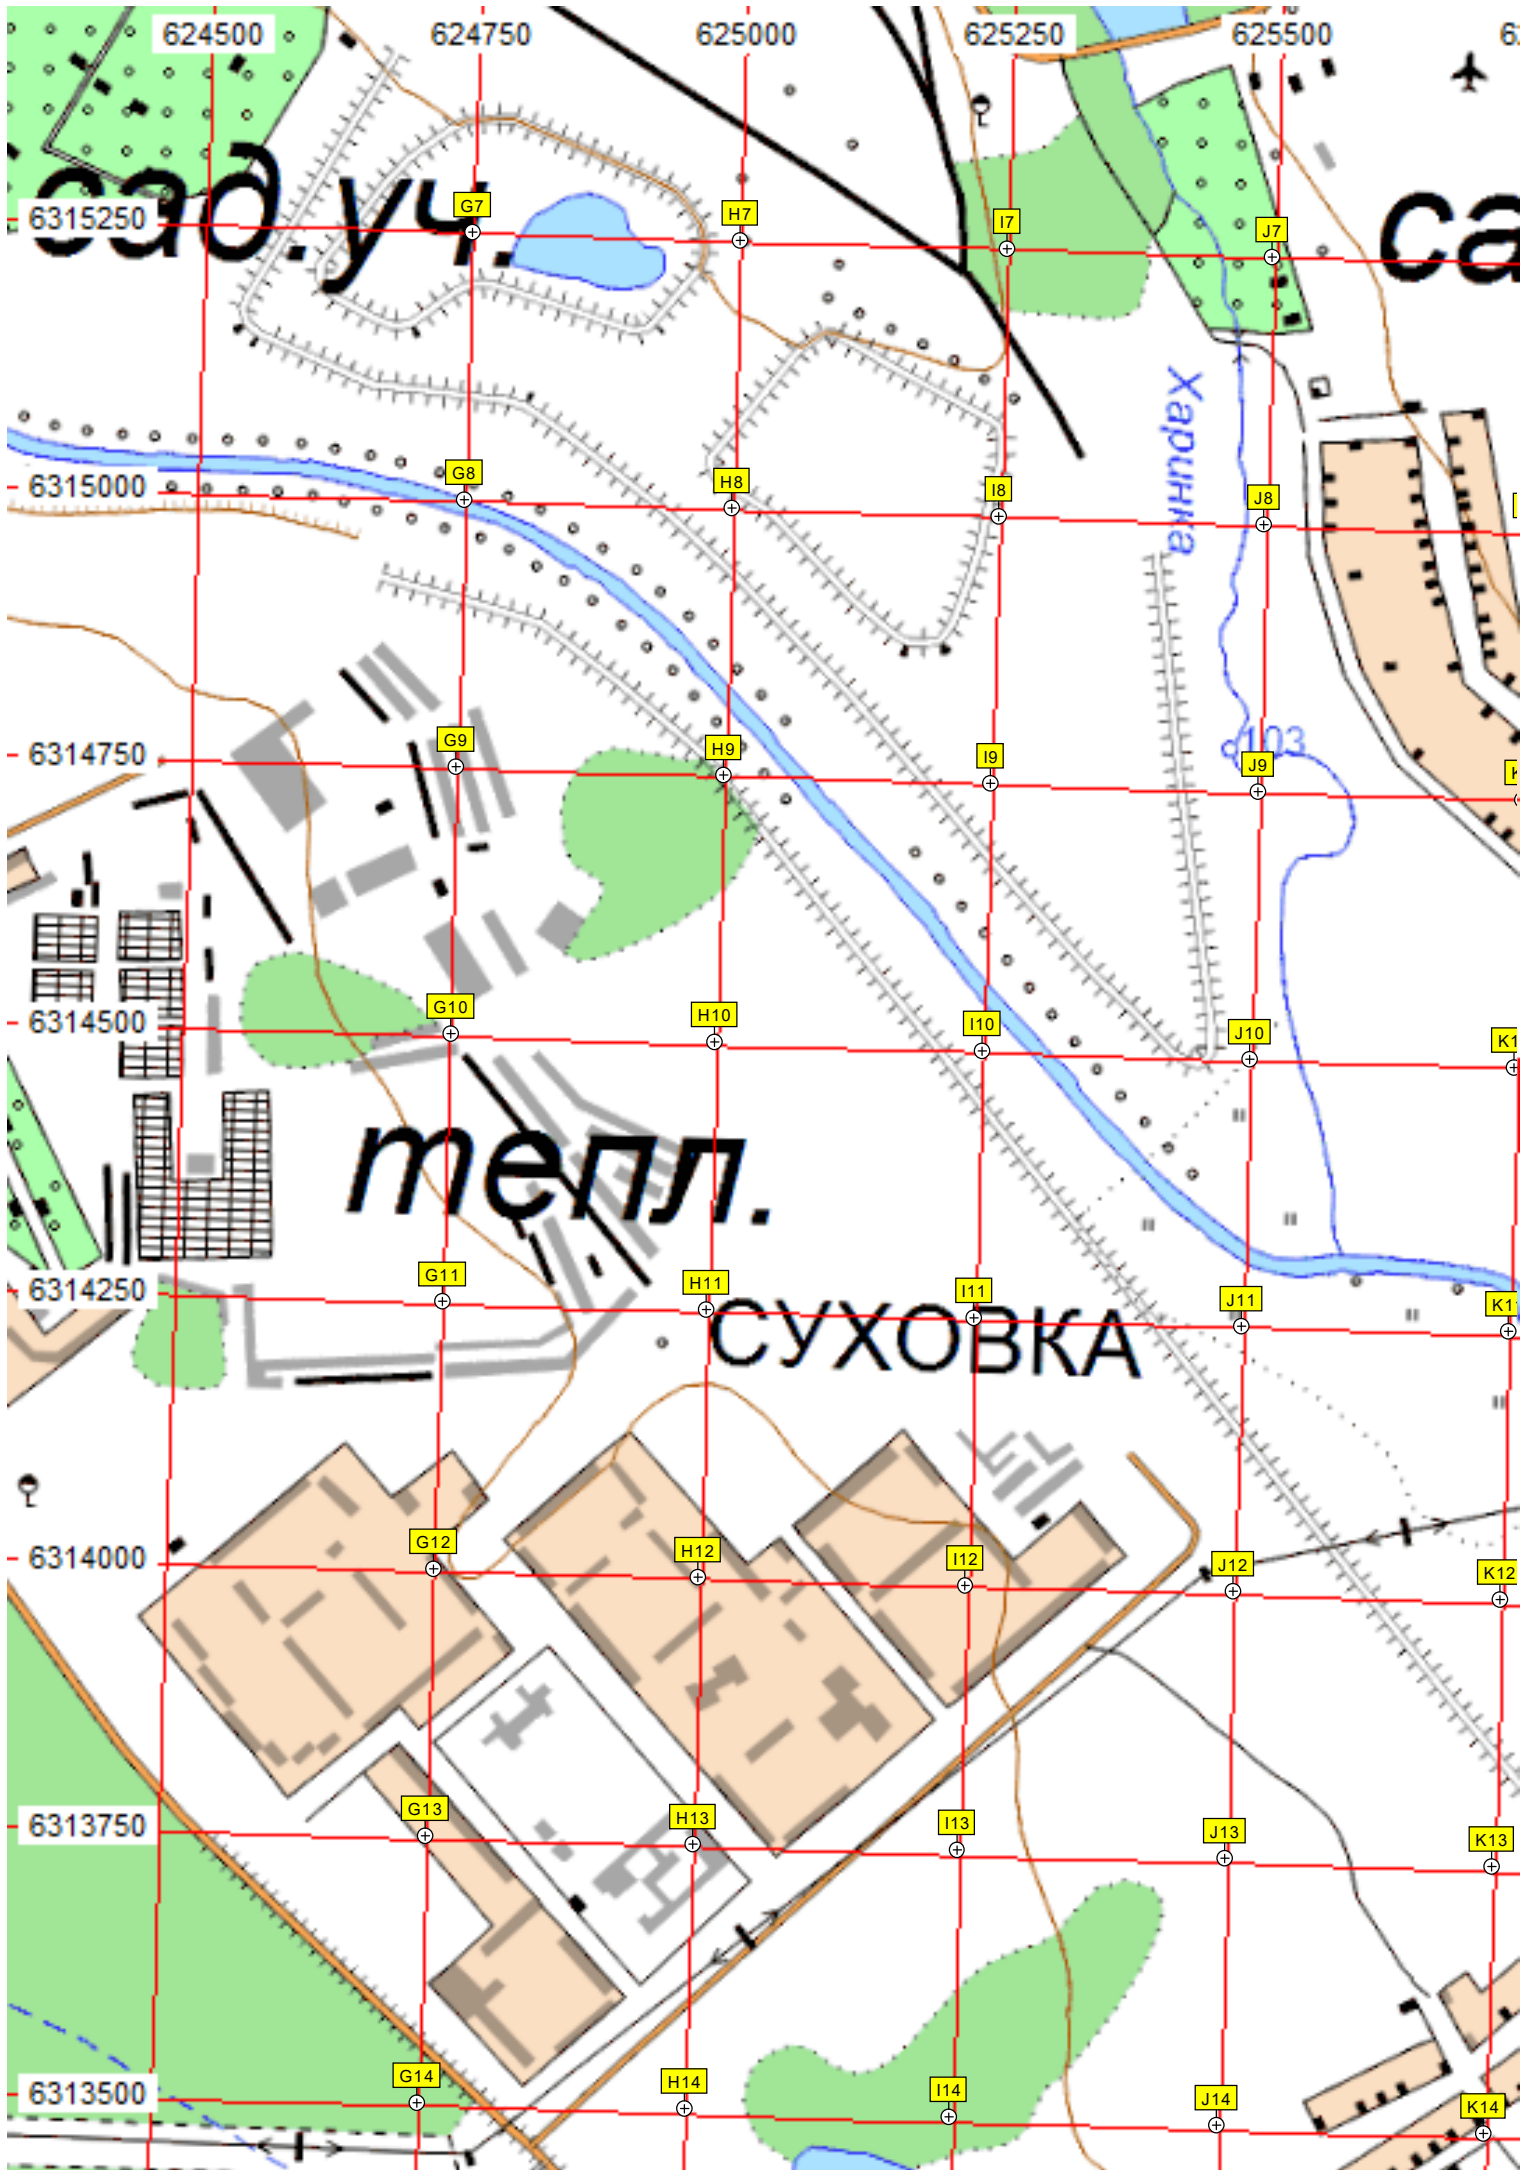 624500 624750 625000 625250 625500
сад.уч.
са
6315250 G7 H7 I7 J7
Харинка
6315000 G8 H8 I8 J8
103
6314750 G9 H9 I9 J9
6314500 G10 H10 I10 J10
тепл.
6314250 G11 H11 I11 J11
СУХОВКА
6314000 G12 H12 I12 J12 K12
6313750 G13 H13 I13 J13 K13
6313500 G14 H14 I14 J14 K14